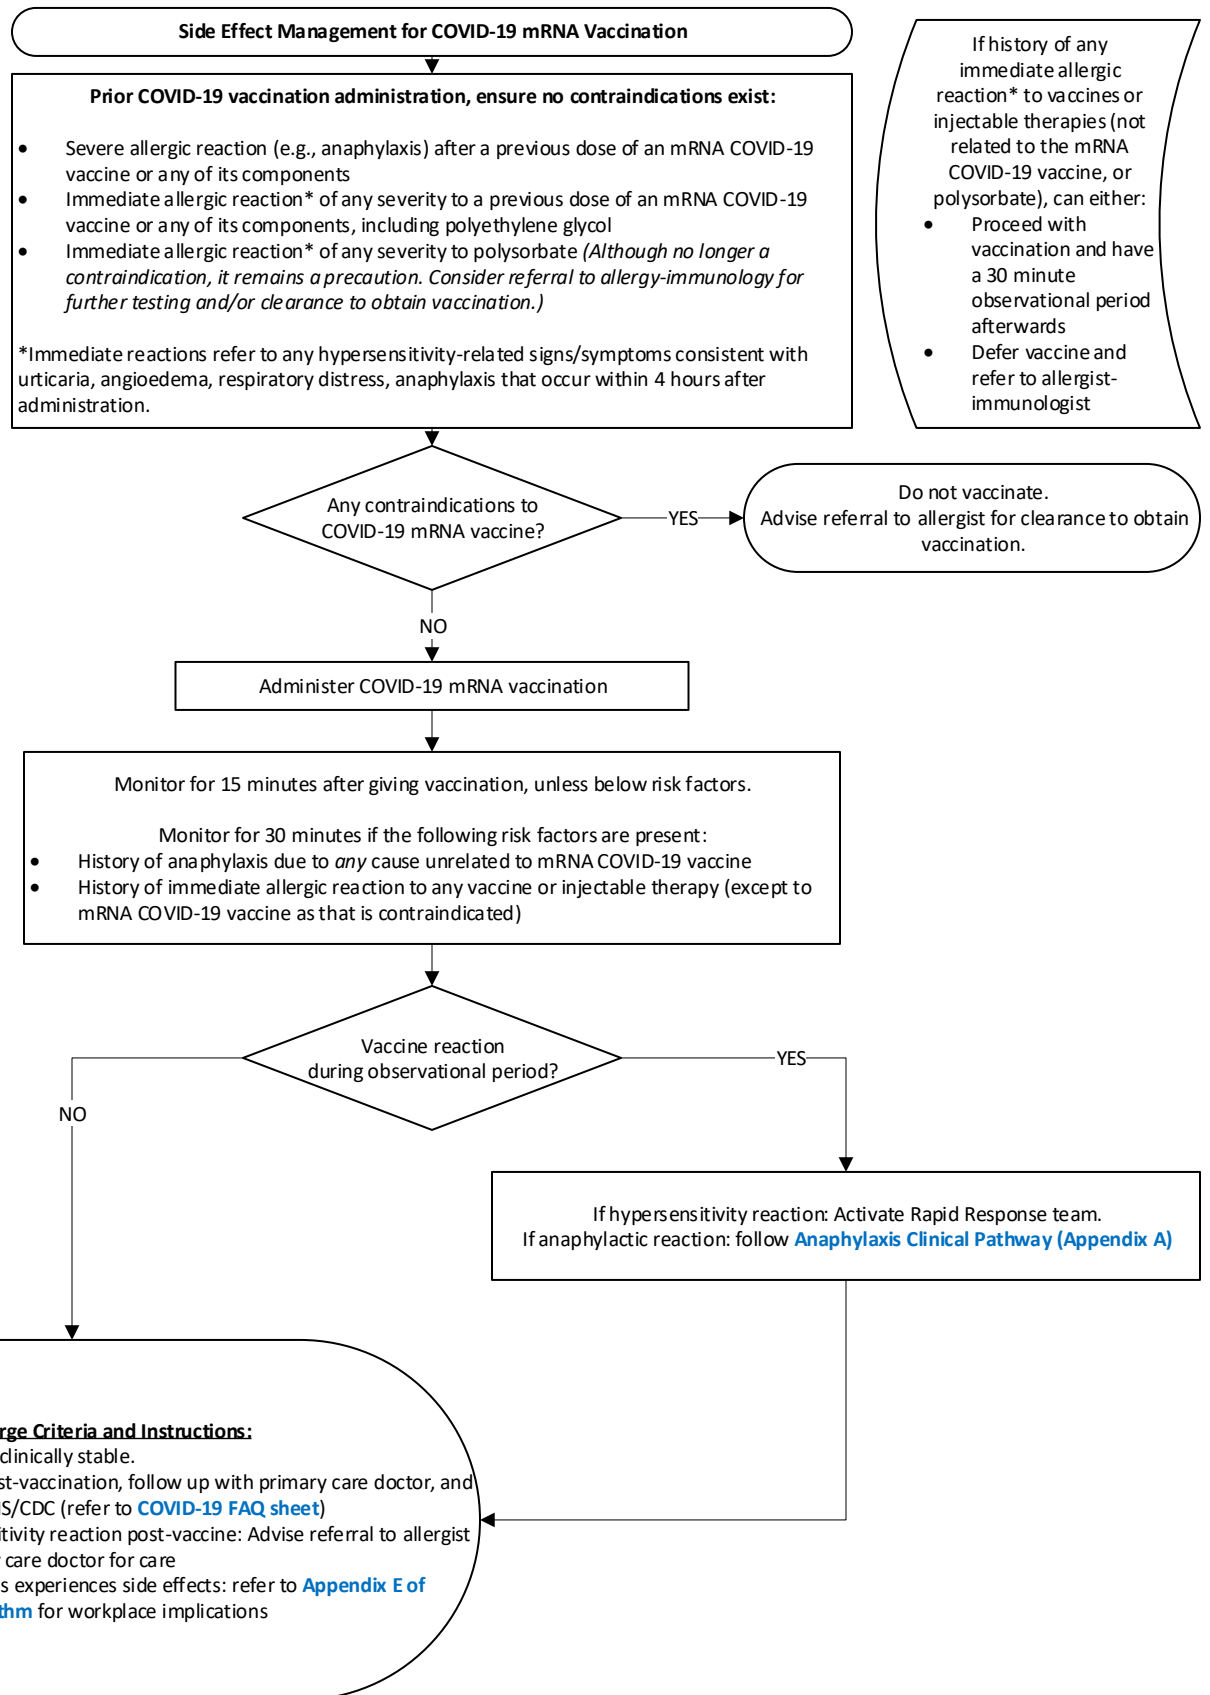 Side Effect Management for COVID-19 mRNA Vaccination
Prior COVID-19 vaccination administration, ensure no contraindications exist:
• Severe allergic reaction (e.g., anaphylaxis) after a previous dose of an mRNA COVID-19
vaccine or any of its components
• Immediate allergic reaction* of any severity to a previous dose of an mRNA COVID-19
vaccine or any of its components, including polyethylene glycol
• Immediate allergic reaction* of any severity to polysorbate (Although no longer a
contraindication, it remains a precaution. Consider referral to allergy-immunology for
further testing and/or clearance to obtain vaccination.)
*Immediate reactions refer to any hypersensitivity-related signs/symptoms consistent with
urticaria, angioedema, respiratory distress, anaphylaxis that occur within 4 hours after
administration.
If history of any
immediate allergic
reaction* to vaccines or
injectable therapies (not
related to the mRNA
COVID-19 vaccine, or
polysorbate), can either:
• Proceed with
vaccination and have
a 30 minute
observational period
afterwards
• Defer vaccine and
refer to allergist-
immunologist
Any contraindications to
COVID-19 mRNA vaccine?
YES
Do not vaccinate.
Advise referral to allergist for clearance to obtain
vaccination.
NO
Administer COVID-19 mRNA vaccination
Monitor for 15 minutes after giving vaccination, unless below risk factors.
Monitor for 30 minutes if the following risk factors are present:
• History of anaphylaxis due to any cause unrelated to mRNA COVID-19 vaccine
• History of immediate allergic reaction to any vaccine or injectable therapy (except to
mRNA COVID-19 vaccine as that is contraindicated)
Vaccine reaction
during observational period?
YES
NO
If hypersensitivity reaction: Activate Rapid Response team.
If anaphylactic reaction: follow Anaphylaxis Clinical Pathway (Appendix A)
Criteria and Instructions:
clinically stable.
st-vaccination, follow up with primary care doctor, and
IS/CDC (refer to COVID-19 FAQ sheet)
itivity reaction post-vaccine: Advise referral to allergist
care doctor for care
s experiences side effects: refer to Appendix E of
thm for workplace implications